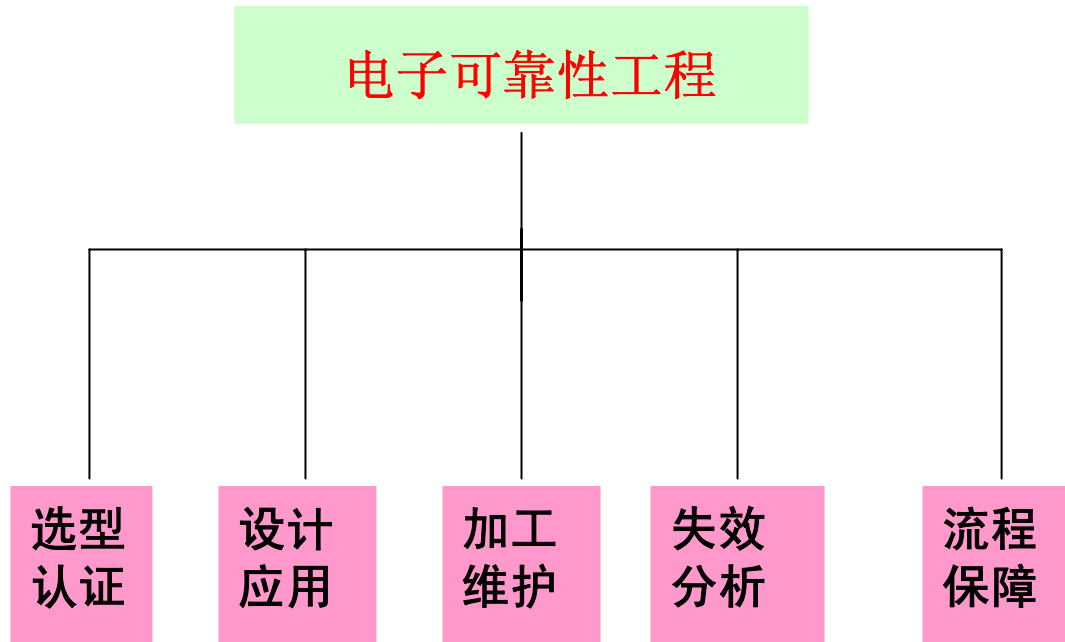 电子可靠性工程
选型
认证
设计
应用
加工
维护
失效
分析
流程
保障